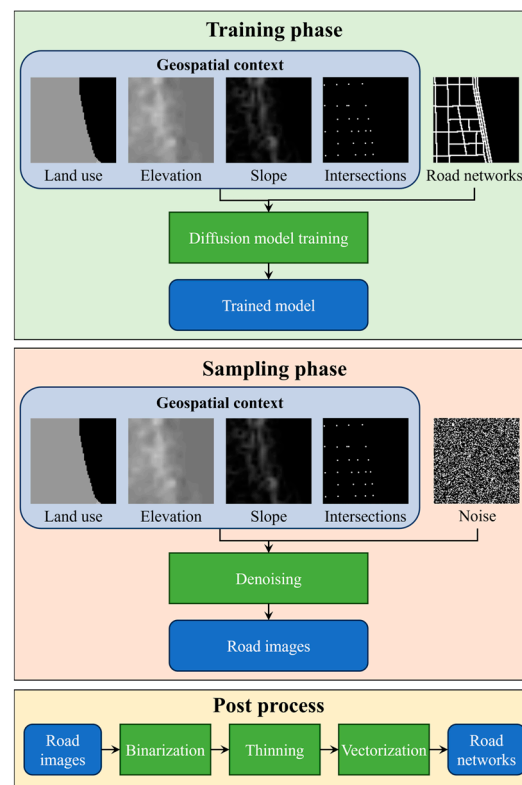 Training phase
Geospatial context
Land use
Elevation
Slope
Intersections
Road networks
Diffusion model training
Trained model
Sampling phase
Geospatial context
Land use
Elevation
Slope
Intersections
Noise
Denoising
Road images
Post process
Road
images
Binarization
Thinning
Vectorization
Road
networks